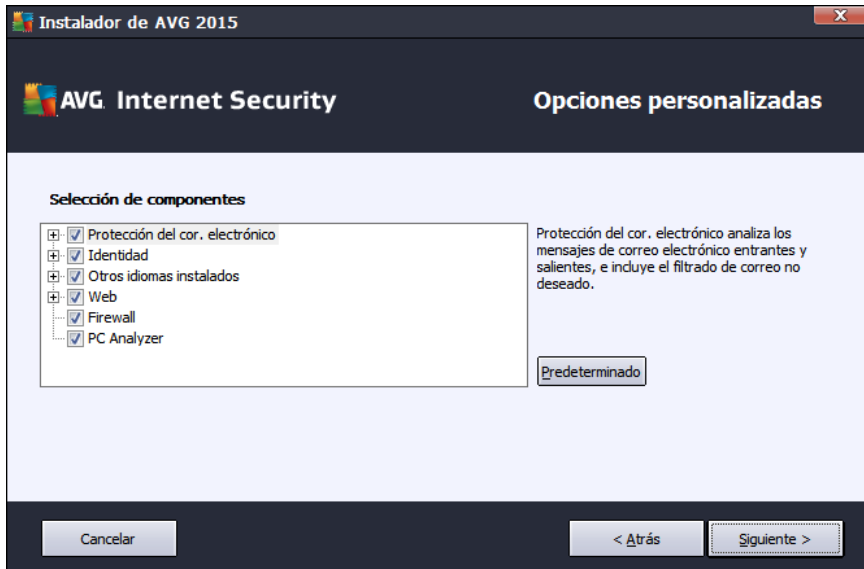 Instalador de AVG 2015
X
AVG. Internet Security
Opciones personalizadas
Selección de componentes
Protección del cor. electrónico
Identidad
Otros idiomas instalados
Web
Firewall
PC Analyzer
Protección del cor. electrónico analiza los
mensajes de correo electrónico entrantes y
salientes, e incluye el filtrado de correo no
deseado.
Predeterminado
Cancelar
< Atrás
Siguiente >